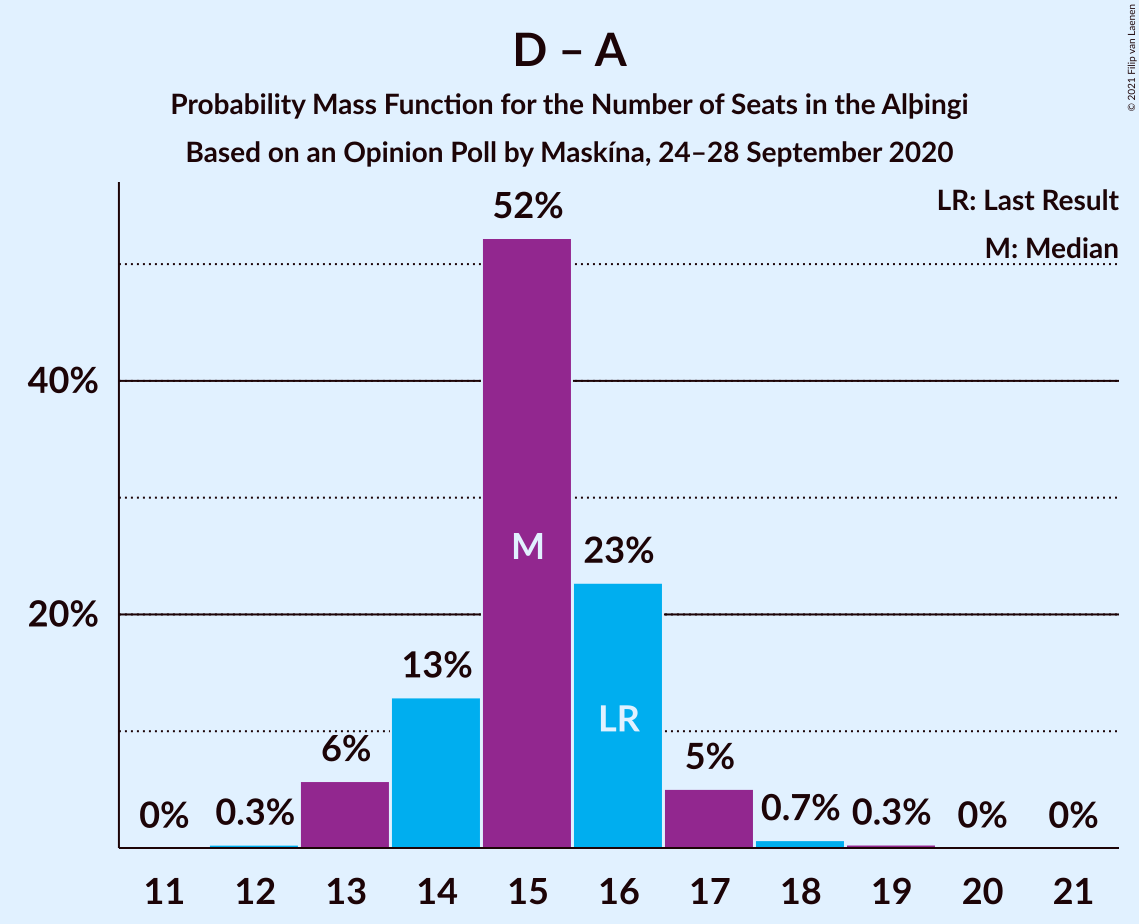 D – A
Probability Mass Function for the Number of Seats in the Alþingi
Based on an Opinion Poll by Maskína, 24–28 September 2020
© 2021 Filip van Laenen
LR: Last Result
M: Median
52%
40%
M
23%
20%
13%
LR
6%
5%
0%
0.3%
0.7%
0.3%
0%
0%
11 12 13 14 15 16 17 18 19 20 21